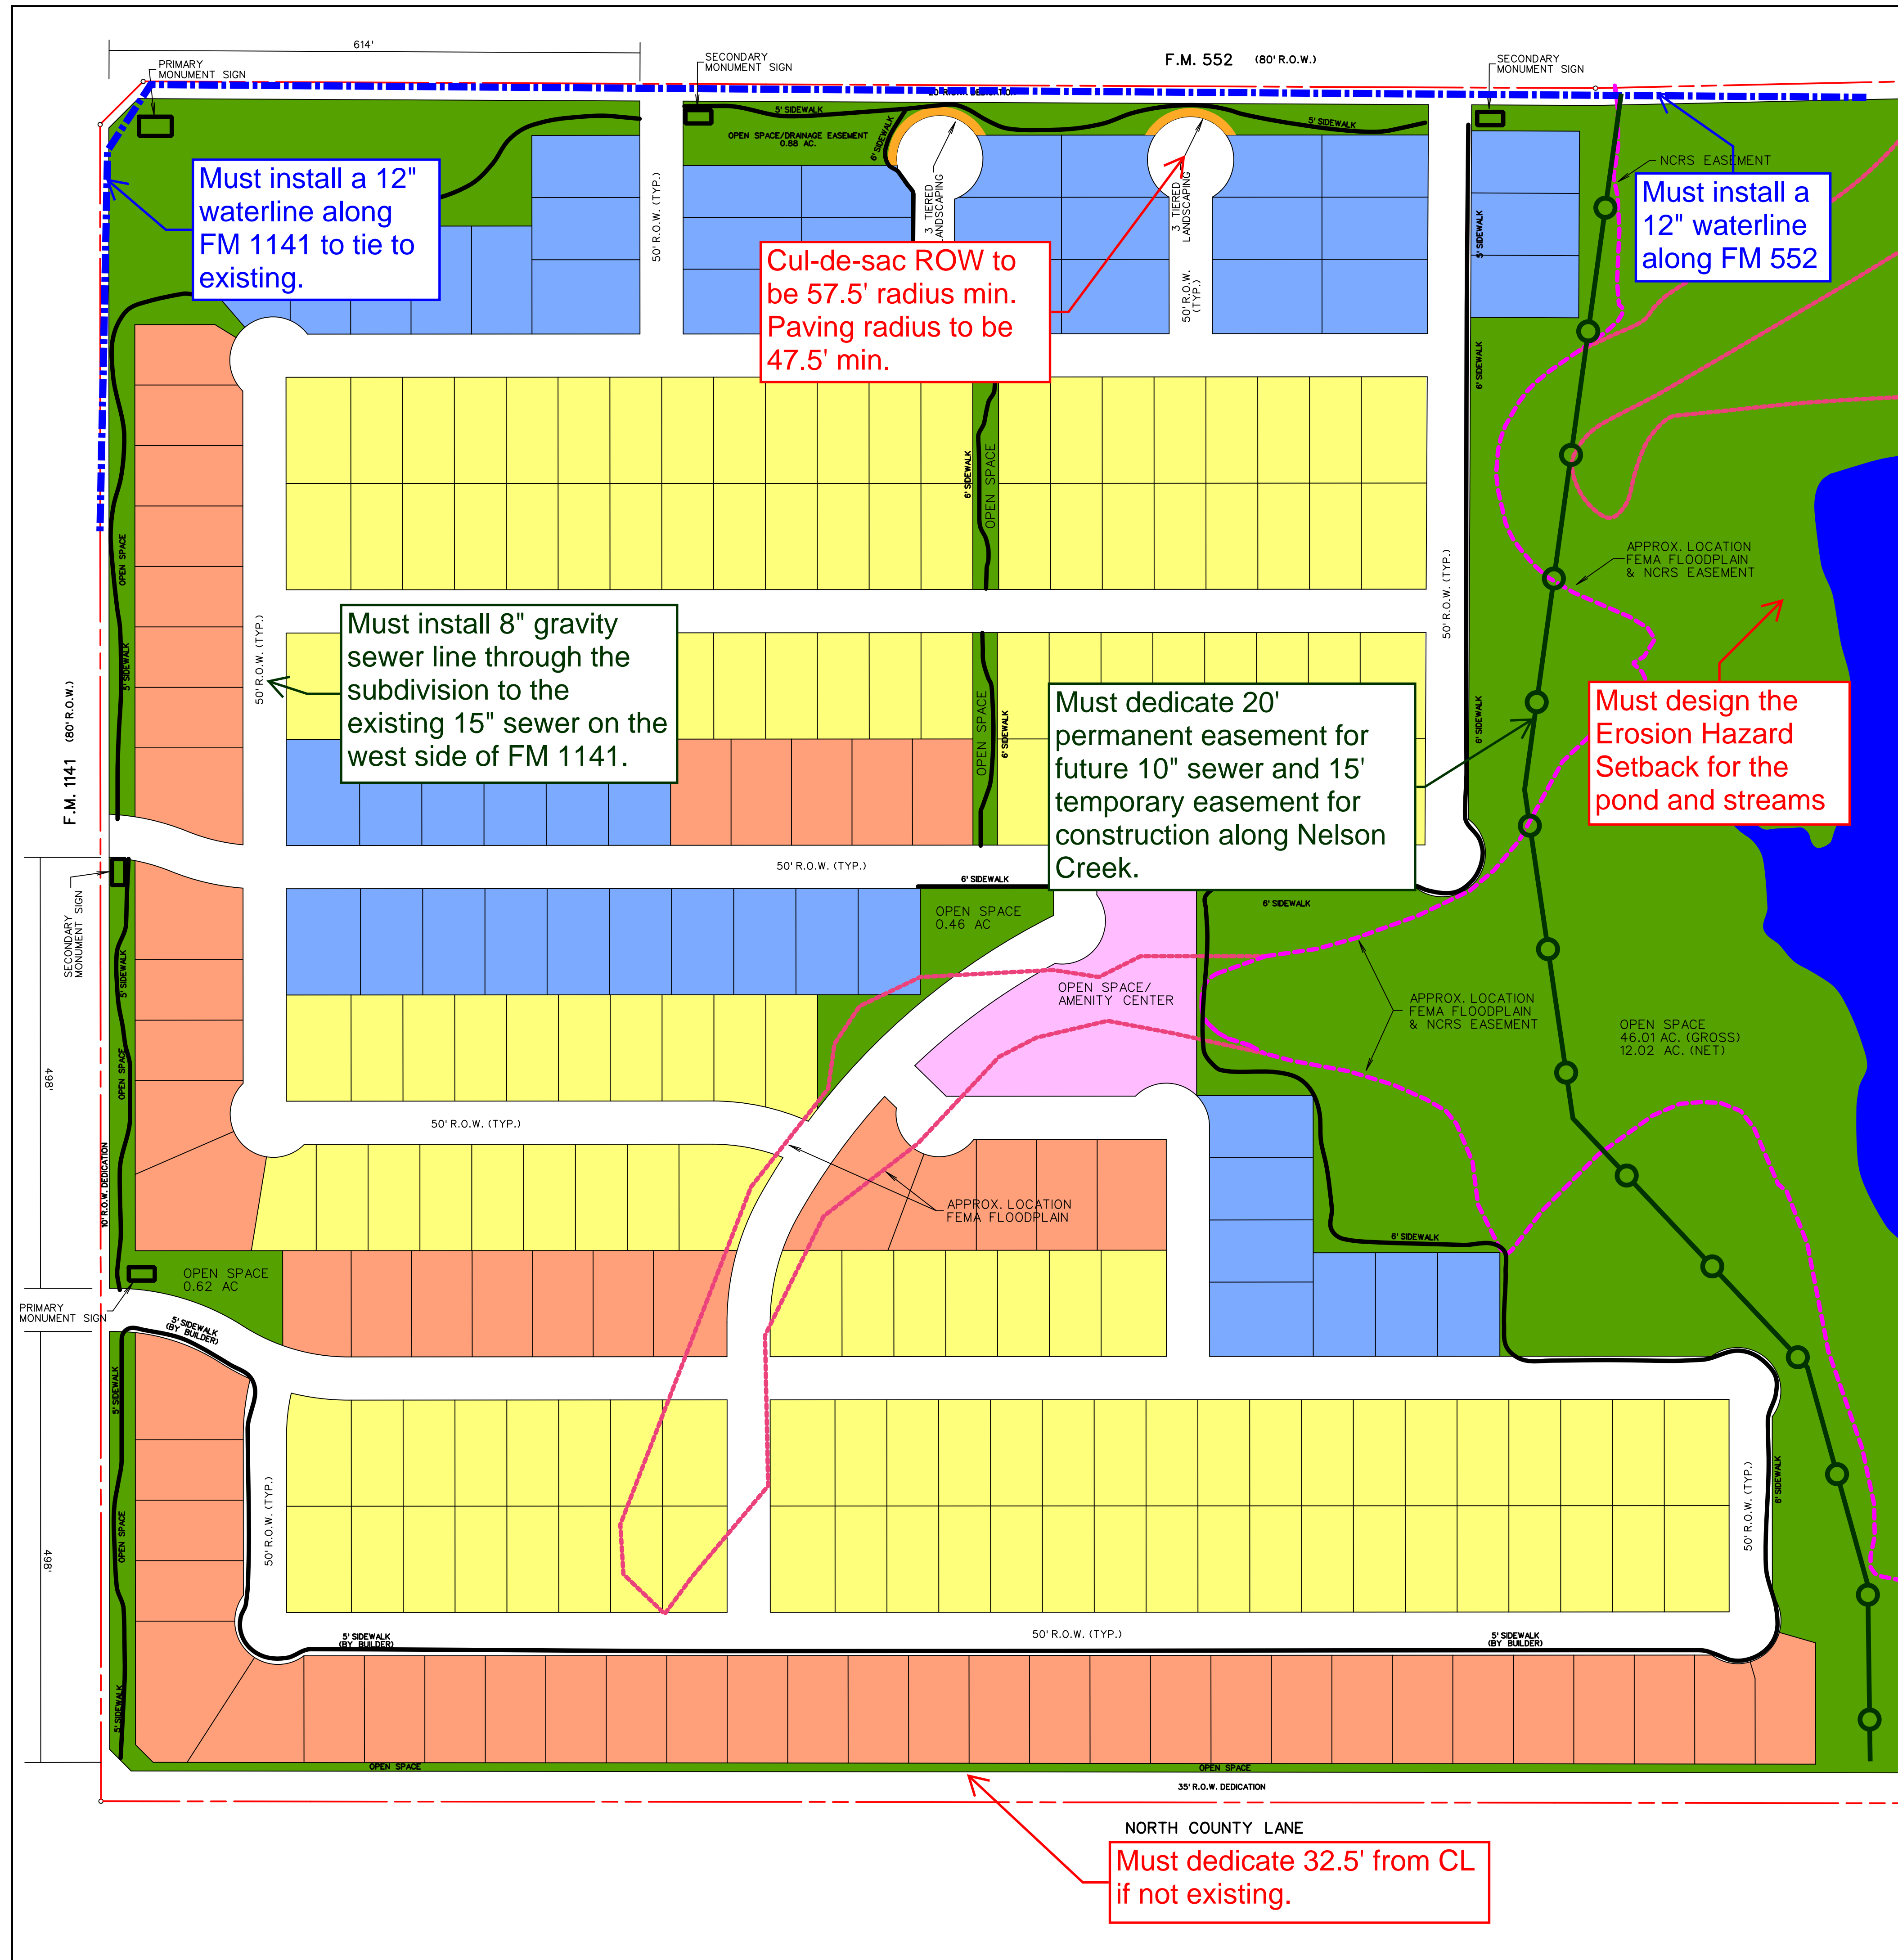 614'
PRIMARY
MONUMENT SIGN
SECONDARY
MONUMENT SIGN
F.M. 552 (80' R.O.W.)
SECONDARY
MONUMENT SIGN
5' SIDEWALK
OPEN SPACE/DRAINAGE EASEMENT
0.88 AC.
6' SIDEWALK
5' SIDEWALK
NCRS EASEMENT
Must install a 12"
waterline along
FM 1141 to tie to
existing.
50' R.O.W. (TYP.)
3 TIERED
LANDSCAPING
3 TIERED
LANDSCAPING
50' R.O.W.
(TYP.)
Cul-de-sac ROW to
be 57.5' radius min.
Paving radius to be
47.5' min.
5' SIDEWALK
6' SIDEWALK
Must install a
12" waterline
along FM 552
OPEN SPACE
5' SIDEWALK
6' SIDEWALK
OPEN SPACE
50' R.O.W. (TYP.)
APPROX. LOCATION
FEMA FLOODPLAIN
& NCRS EASEMENT
F.M. 1141 (80' R.O.W.)
50' R.O.W. (TYP.)
Must install 8" gravity
sewer line through the
subdivision to the
existing 15" sewer on the
west side of FM 1141.
OPEN SPACE
6' SIDEWALK
Must dedicate 20'
permanent easement for
future 10" sewer and 15'
temporary easement for
construction along Nelson
Creek.
6' SIDEWALK
Must design the
Erosion Hazard
Setback for the
pond and streams
50' R.O.W. (TYP.)
6' SIDEWALK
6' SIDEWALK
SECONDARY
MONUMENT SIGN
5' SIDEWALK
OPEN SPACE
0.46 AC
OPEN SPACE/
AMENITY CENTER
APPROX. LOCATION
FEMA FLOODPLAIN
& NCRS EASEMENT
OPEN SPACE
46.01 AC. (GROSS)
12.02 AC. (NET)
498'
OPEN SPACE
50' R.O.W. (TYP.)
10' R.O.W. DEDICATION
APPROX. LOCATION
FEMA FLOODPLAIN
6' SIDEWALK
OPEN SPACE
0.62 AC
PRIMARY
MONUMENT SIGN
5' SIDEWALK
(BY BUILDER)
5' SIDEWALK
498'
OPEN SPACE
50' R.O.W. (TYP.)
50' R.O.W. (TYP.)
6' SIDEWALK
5' SIDEWALK
(BY BUILDER)
50' R.O.W. (TYP.)
5' SIDEWALK
(BY BUILDER)
5' SIDEWALK
OPEN SPACE
OPEN SPACE
35' R.O.W. DEDICATION
NORTH COUNTY LANE
Must dedicate 32.5' from CL
if not existing.